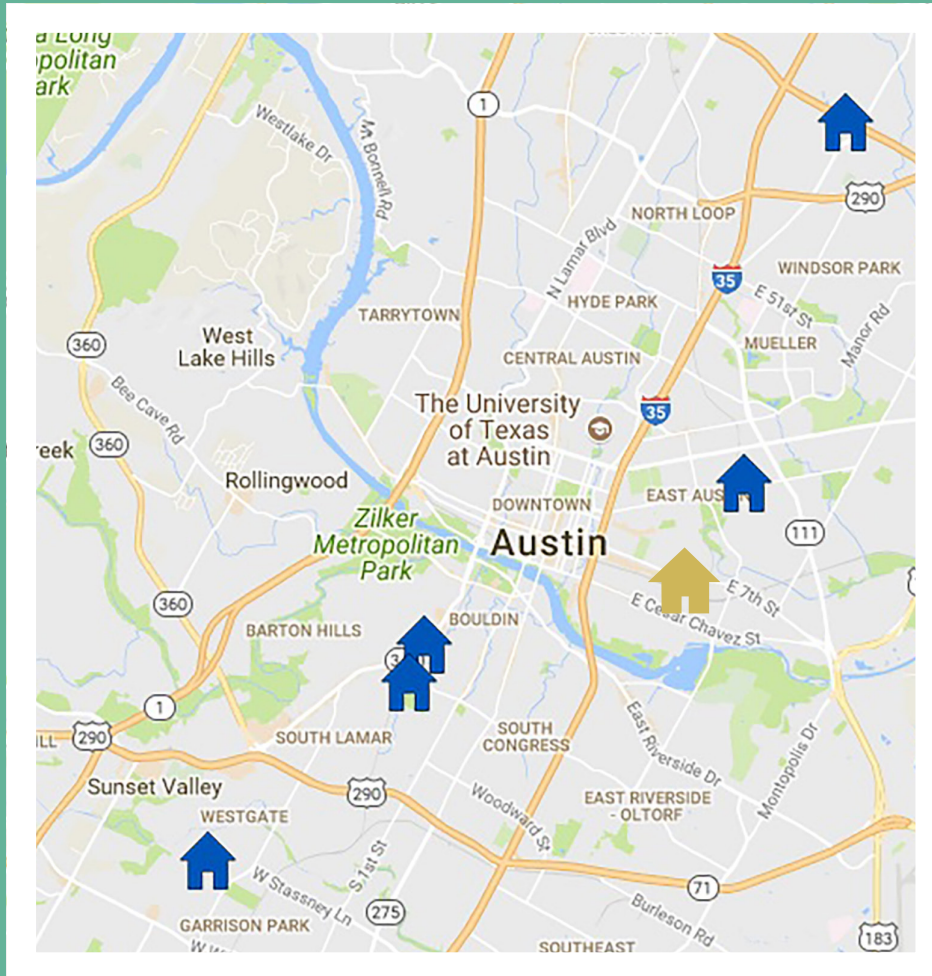 a Long
opolitan
ark
Westlake Dr
Mt Bonnell Rd
1
290
NORTH LOOP
N Lamar Blvd
35
WINDSOR PARK
HYDE PARK
E 51st St
TARRYTOWN
Manor Rd
MUELLER
West
Lake Hills
360
CENTRAL AUSTIN
Bee Cave Rd
The University
of Texas
at Austin
35
reek
360
Rollingwood
EAST AUS
DOWNTOWN
Zilker
Metropolitan
Park
Austin
111
E 7th St
360
E Cesar Chavez St
BARTON HILLS
BOULDIN
1
290
SOUTH LAMAR
SOUTH
CONGRESS
East Riverside Dr
Montopolis Dr
Sunset Valley
290
WESTGATE
Woodward St
EAST RIVERSIDE
- OLTORF
S 1st St
W Stassney Ln
71
275
GARRISON PARK
Burleson Rd
183
SOUTHEAST